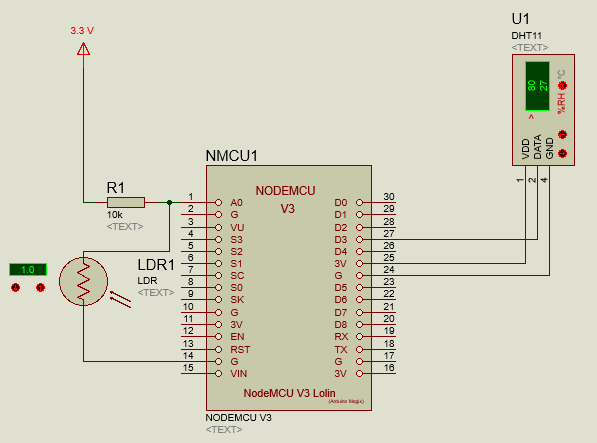 U1
DHT11
<TEXT>
3.3 V
80
27
>
%RH
°C
VDD
DATA
GND
1
2
4
NMCU1
NODEMCU
V3
R1
10k
<TEXT>
LDR1
LDR
<TEXT>
1.0
1 A0 D0 30
2 G D1 29
3 VU D2 28
4 S3 D3 27
5 S2 D4 26
6 S1 3V 25
7 SC G 24
8 S0 D5 23
9 SK D6 22
10 G D7 21
11 3V D8 20
12 EN RX 19
13 RST TX 18
14 G G 17
15 VIN 3V 16
NodeMCU V3 Lolin
(Arduino Magix)
NODEMCU V3
<TEXT>